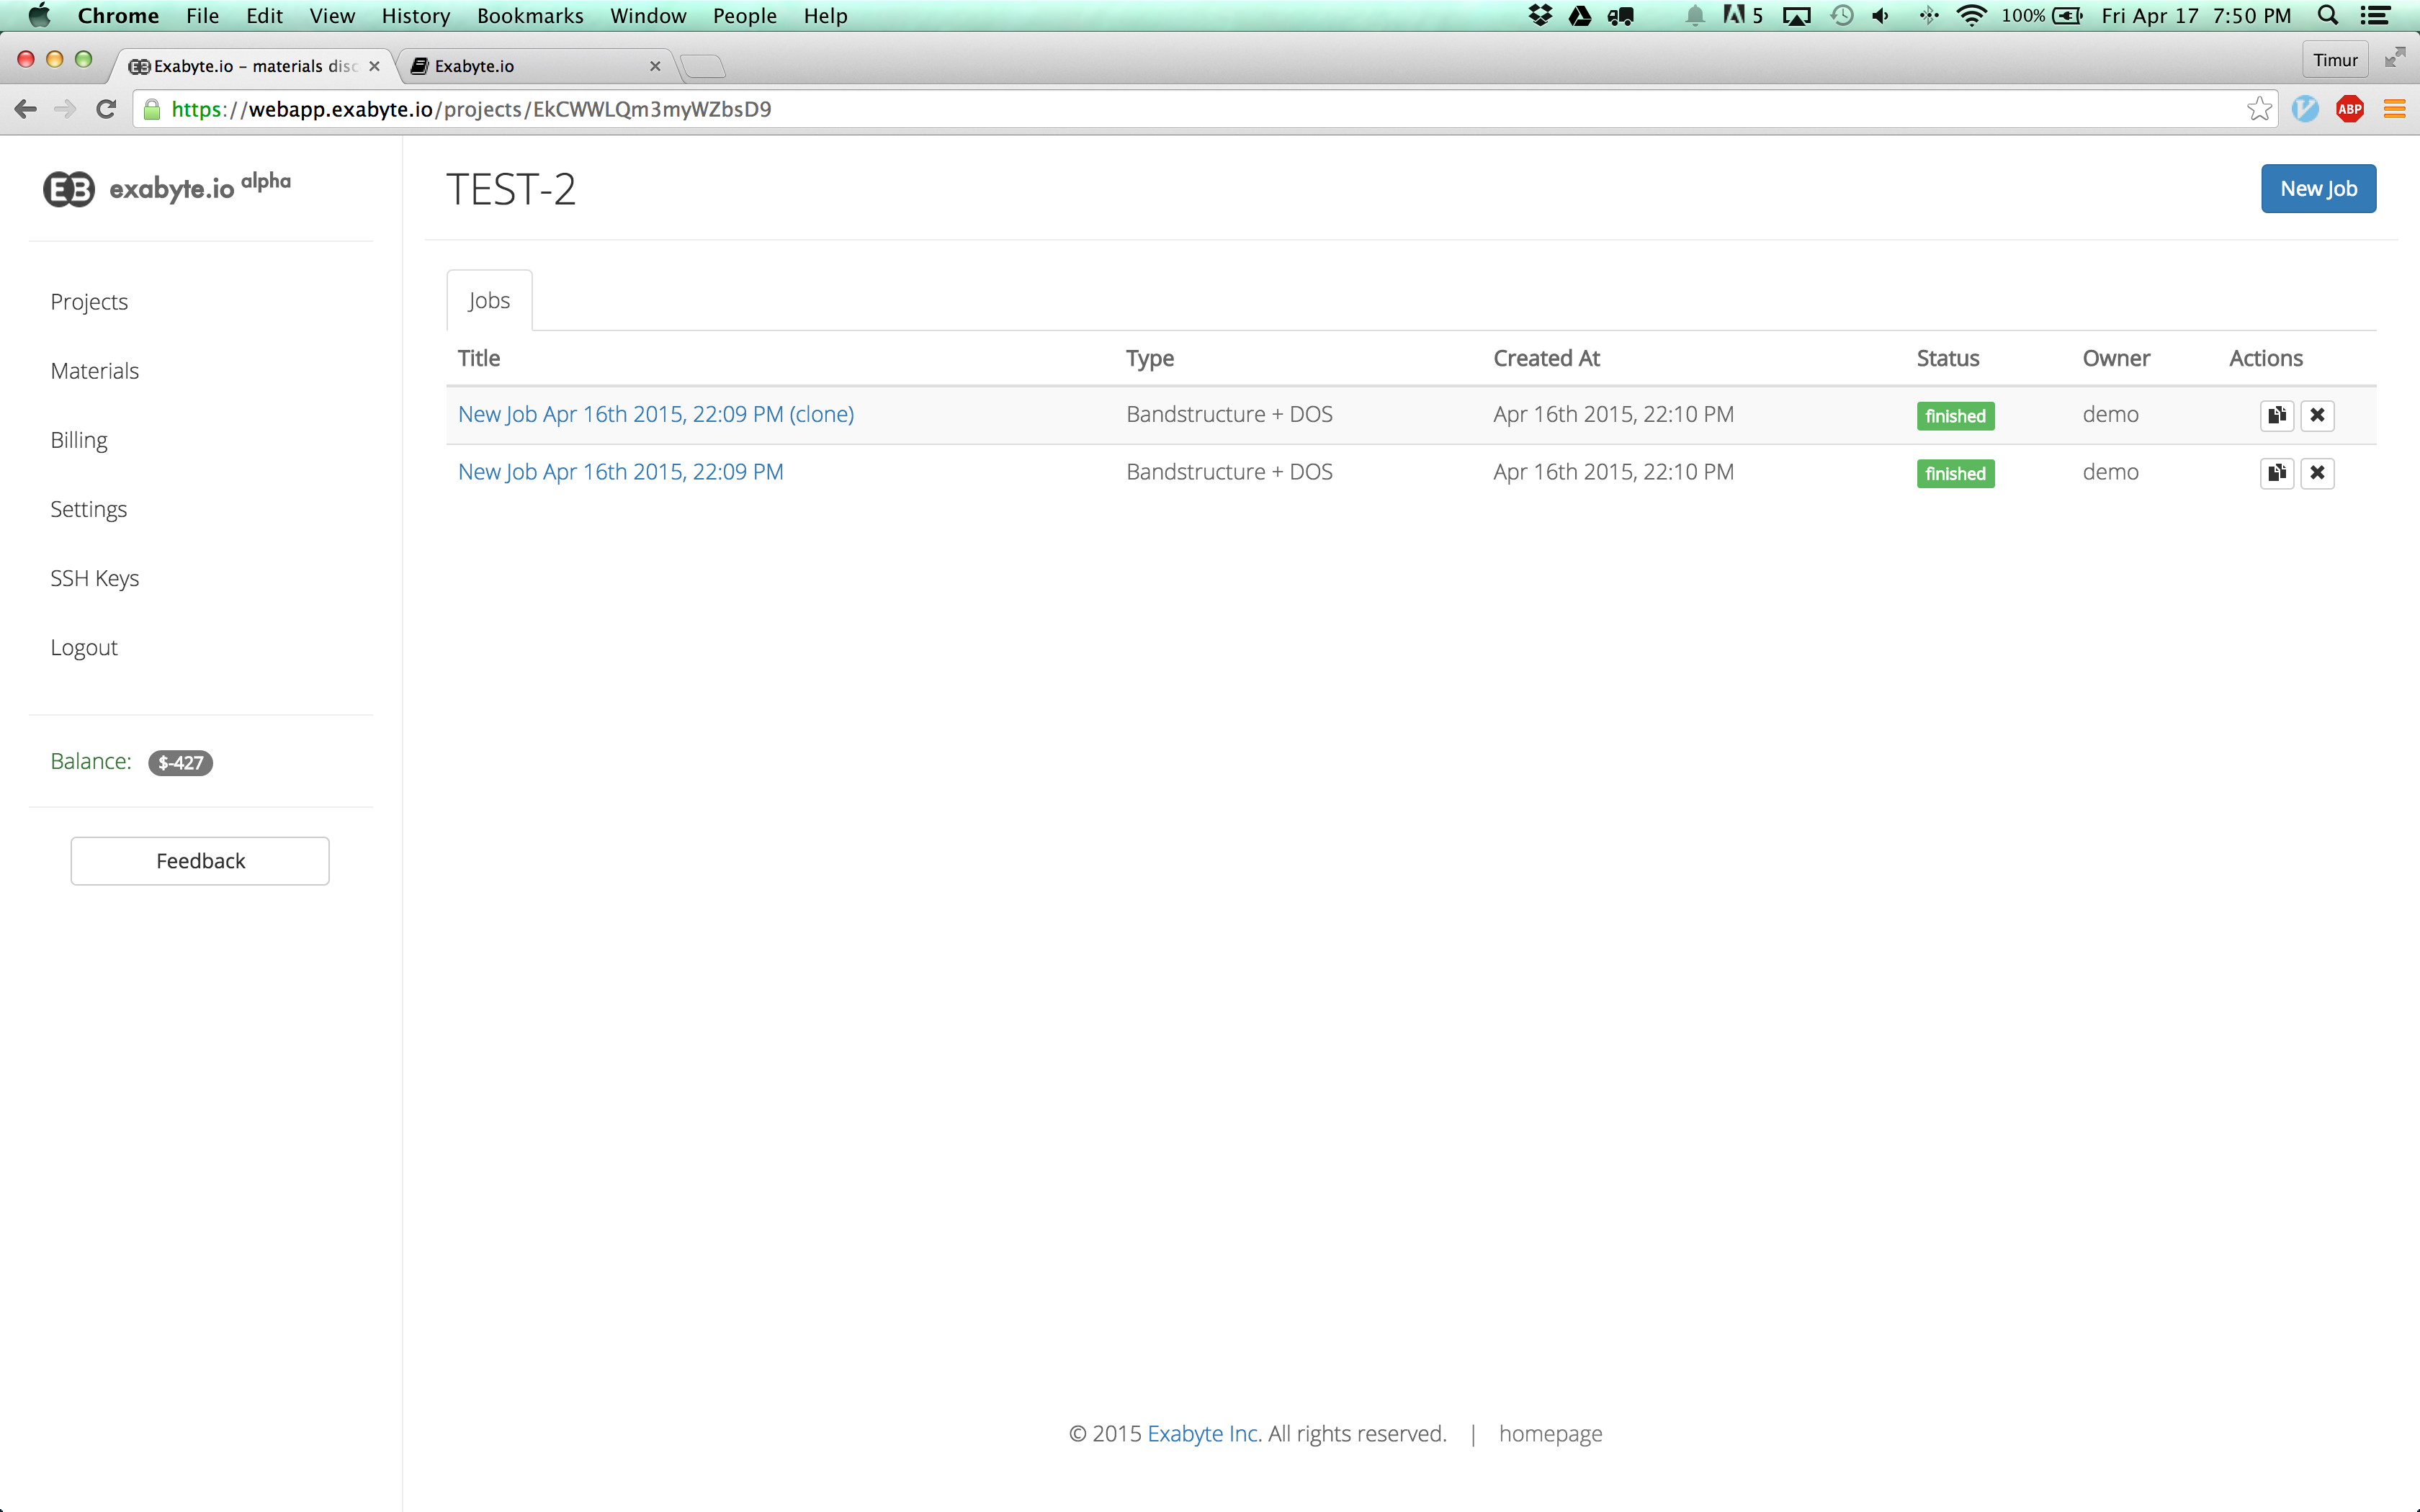 Chrome File Edit View History Bookmarks Window People Help 5 100% Fri Apr 17 7:50 PM
Exabyte.io – materials disc Exabyte.io Timur
https://webapp.exabyte.io/projects/EkCWWLQm3myWZbsD9 ABP
EB exabyte.io alpha
TEST-2
New Job
Projects
Materials
Billing
Settings
SSH Keys
Logout
Balance: $-427
Feedback
Jobs
Title Type Created At Status Owner Actions
New Job Apr 16th 2015, 22:09 PM (clone) Bandstructure + DOS Apr 16th 2015, 22:10 PM finished demo
New Job Apr 16th 2015, 22:09 PM Bandstructure + DOS Apr 16th 2015, 22:10 PM finished demo
© 2015 Exabyte Inc. All rights reserved. | homepage